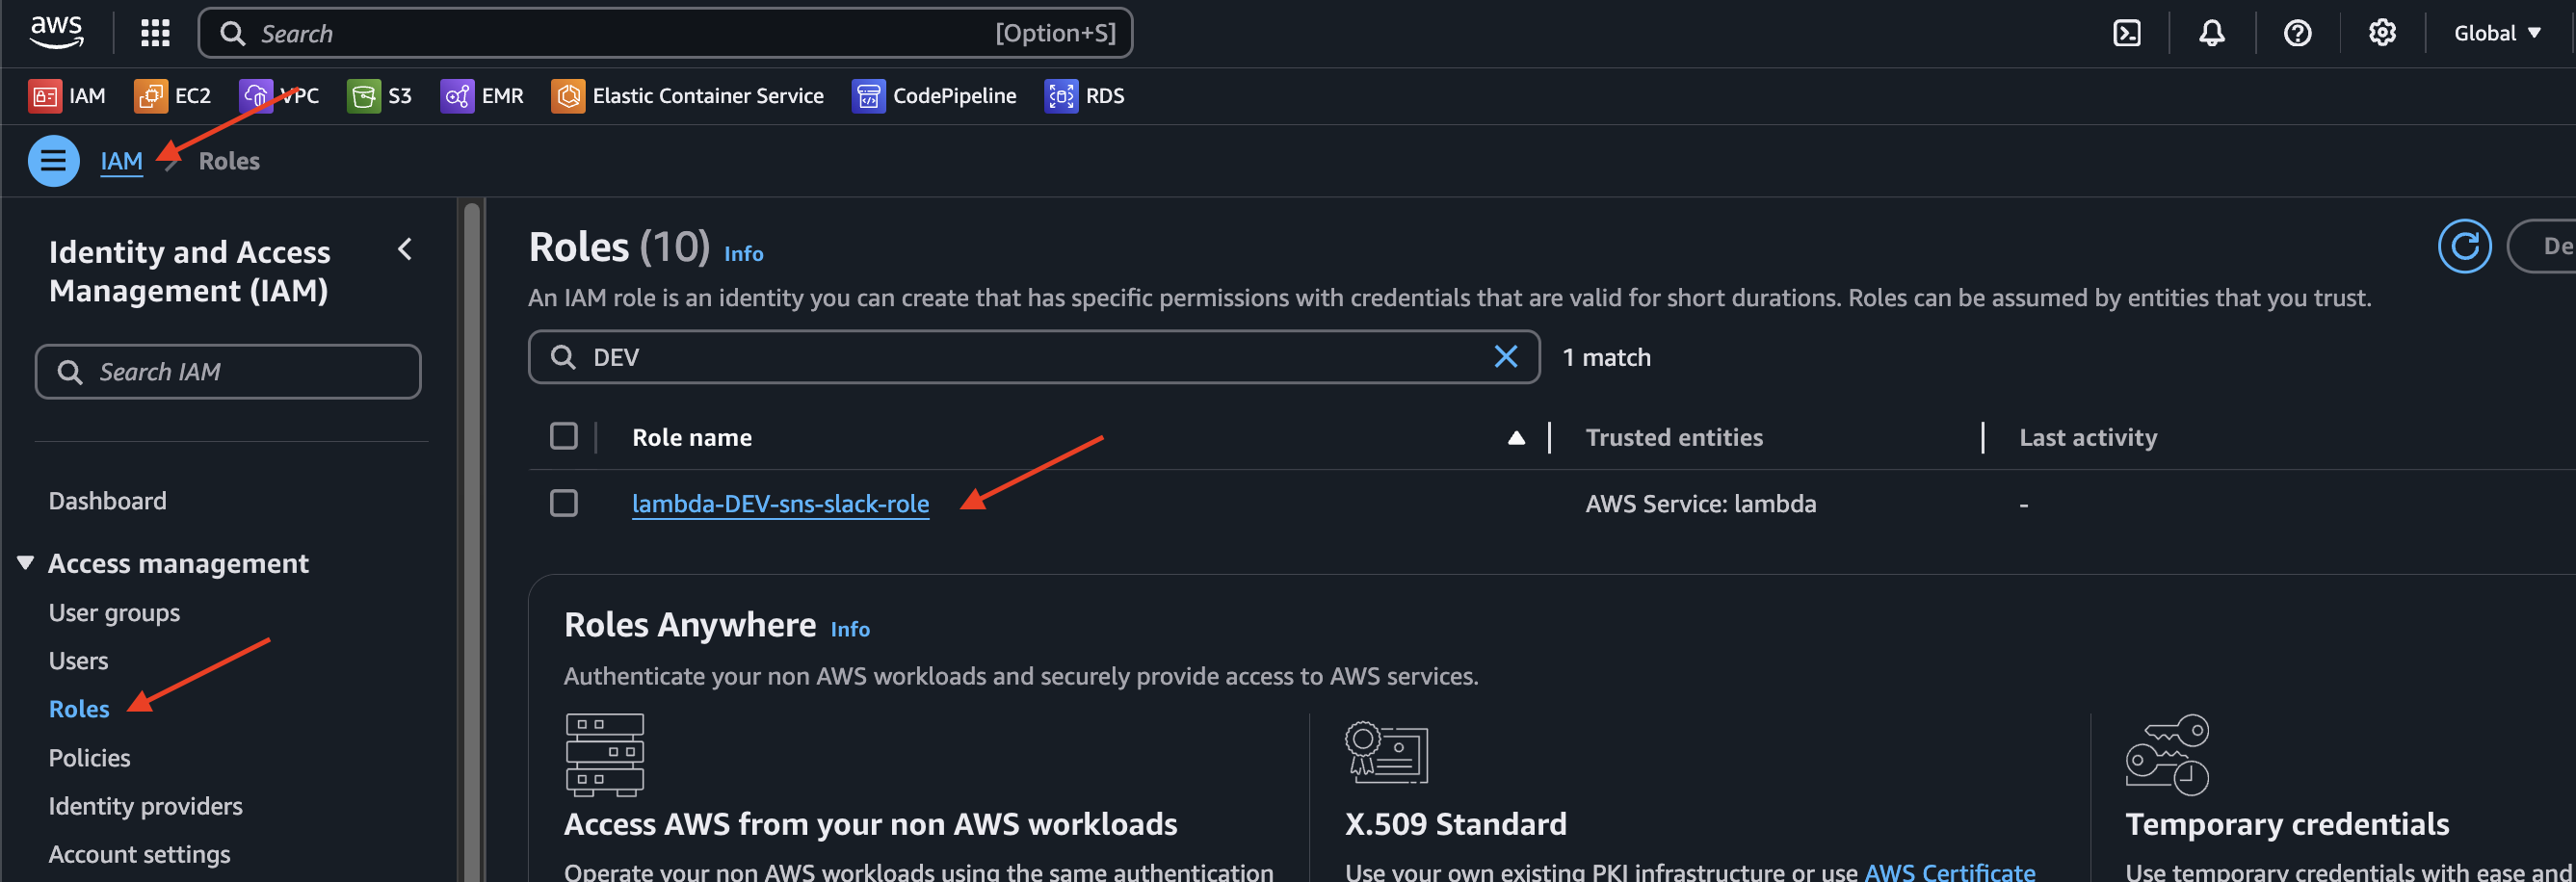 aws
Search [Option+S]
Global
IAM EC2 VPC S3 EMR Elastic Container Service CodePipeline RDS
IAM Roles
Identity and Access
Management (IAM)
Search IAM
Dashboard
Access management
User groups
Users
Roles
Policies
Identity providers
Account settings
Roles (10) Info
De
An IAM role is an identity you can create that has specific permissions with credentials that are valid for short durations. Roles can be assumed by entities that you trust.
DEV
1 match
Role name Trusted entities Last activity
lambda-DEV-sns-slack-role AWS Service: lambda -
Roles Anywhere Info
Authenticate your non AWS workloads and securely provide access to AWS services.
Access AWS from your non AWS workloads
Operate your non AWS workloads using the same authentication
X.509 Standard
Use your own existing PKI infrastructure or use AWS Certificate
Temporary credentials
Use temporary credentials with ease and